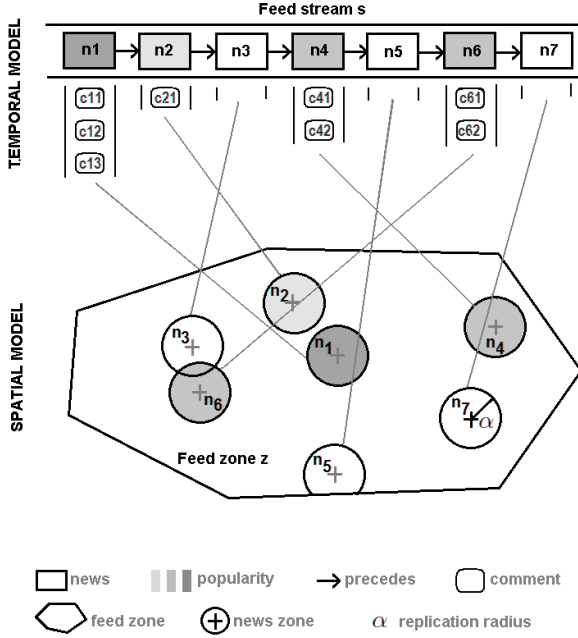 Feed stream s
TEMPORAL MODEL
n1 n2 n3 n4 n5 n6 n7
c11 c21 c41 c61
c12 c42 c62
c13
SPATIAL MODEL
n2
n3
n1
n4
n6
n7
α
n5
Feed zone z
news popularity precedes comment
feed zone news zone α replication radius